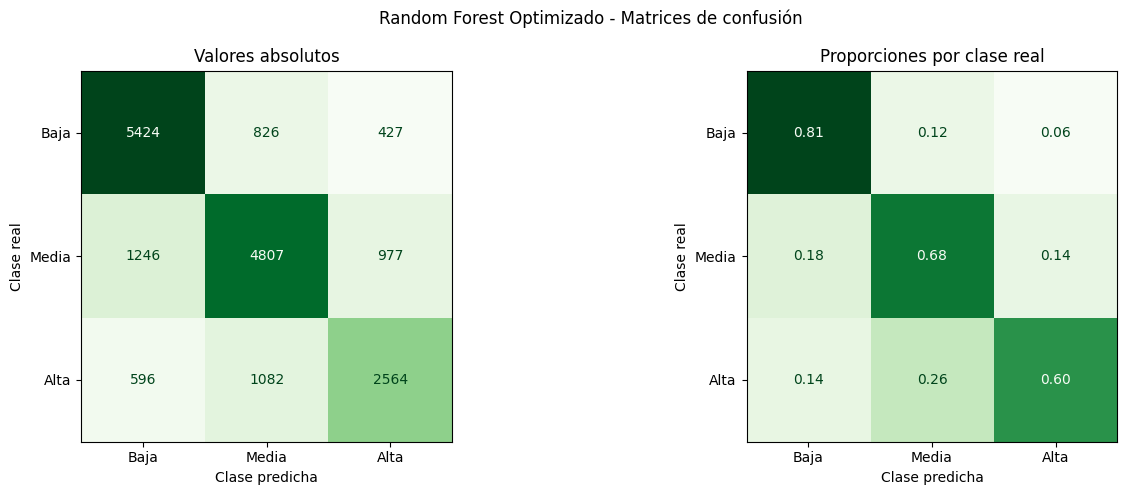 Random Forest Optimizado - Matrices de confusión
Valores absolutos
Clase real
Baja
5424 826 427
Media
1246 4807 977
Alta
596 1082 2564
Baja Media Alta
Clase predicha
Proporciones por clase real
Clase real
Baja
0.81 0.12 0.06
Media
0.18 0.68 0.14
Alta
0.14 0.26 0.60
Baja Media Alta
Clase predicha